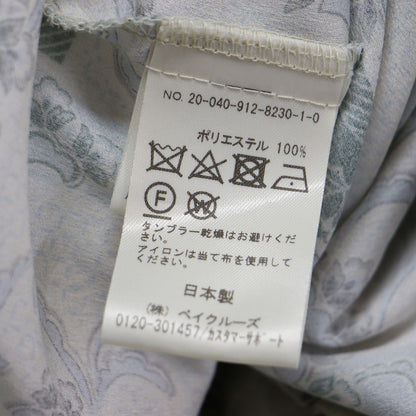 NO. 20-040-912-8230-1-0
ポリエステル 100%
F
W
タンブラー乾燥はお避けくだ
さい。
アイロンは当て布を使用して
ください。
日本製
(株) ベイクルーズ
0120-301457/カスタマーサポート